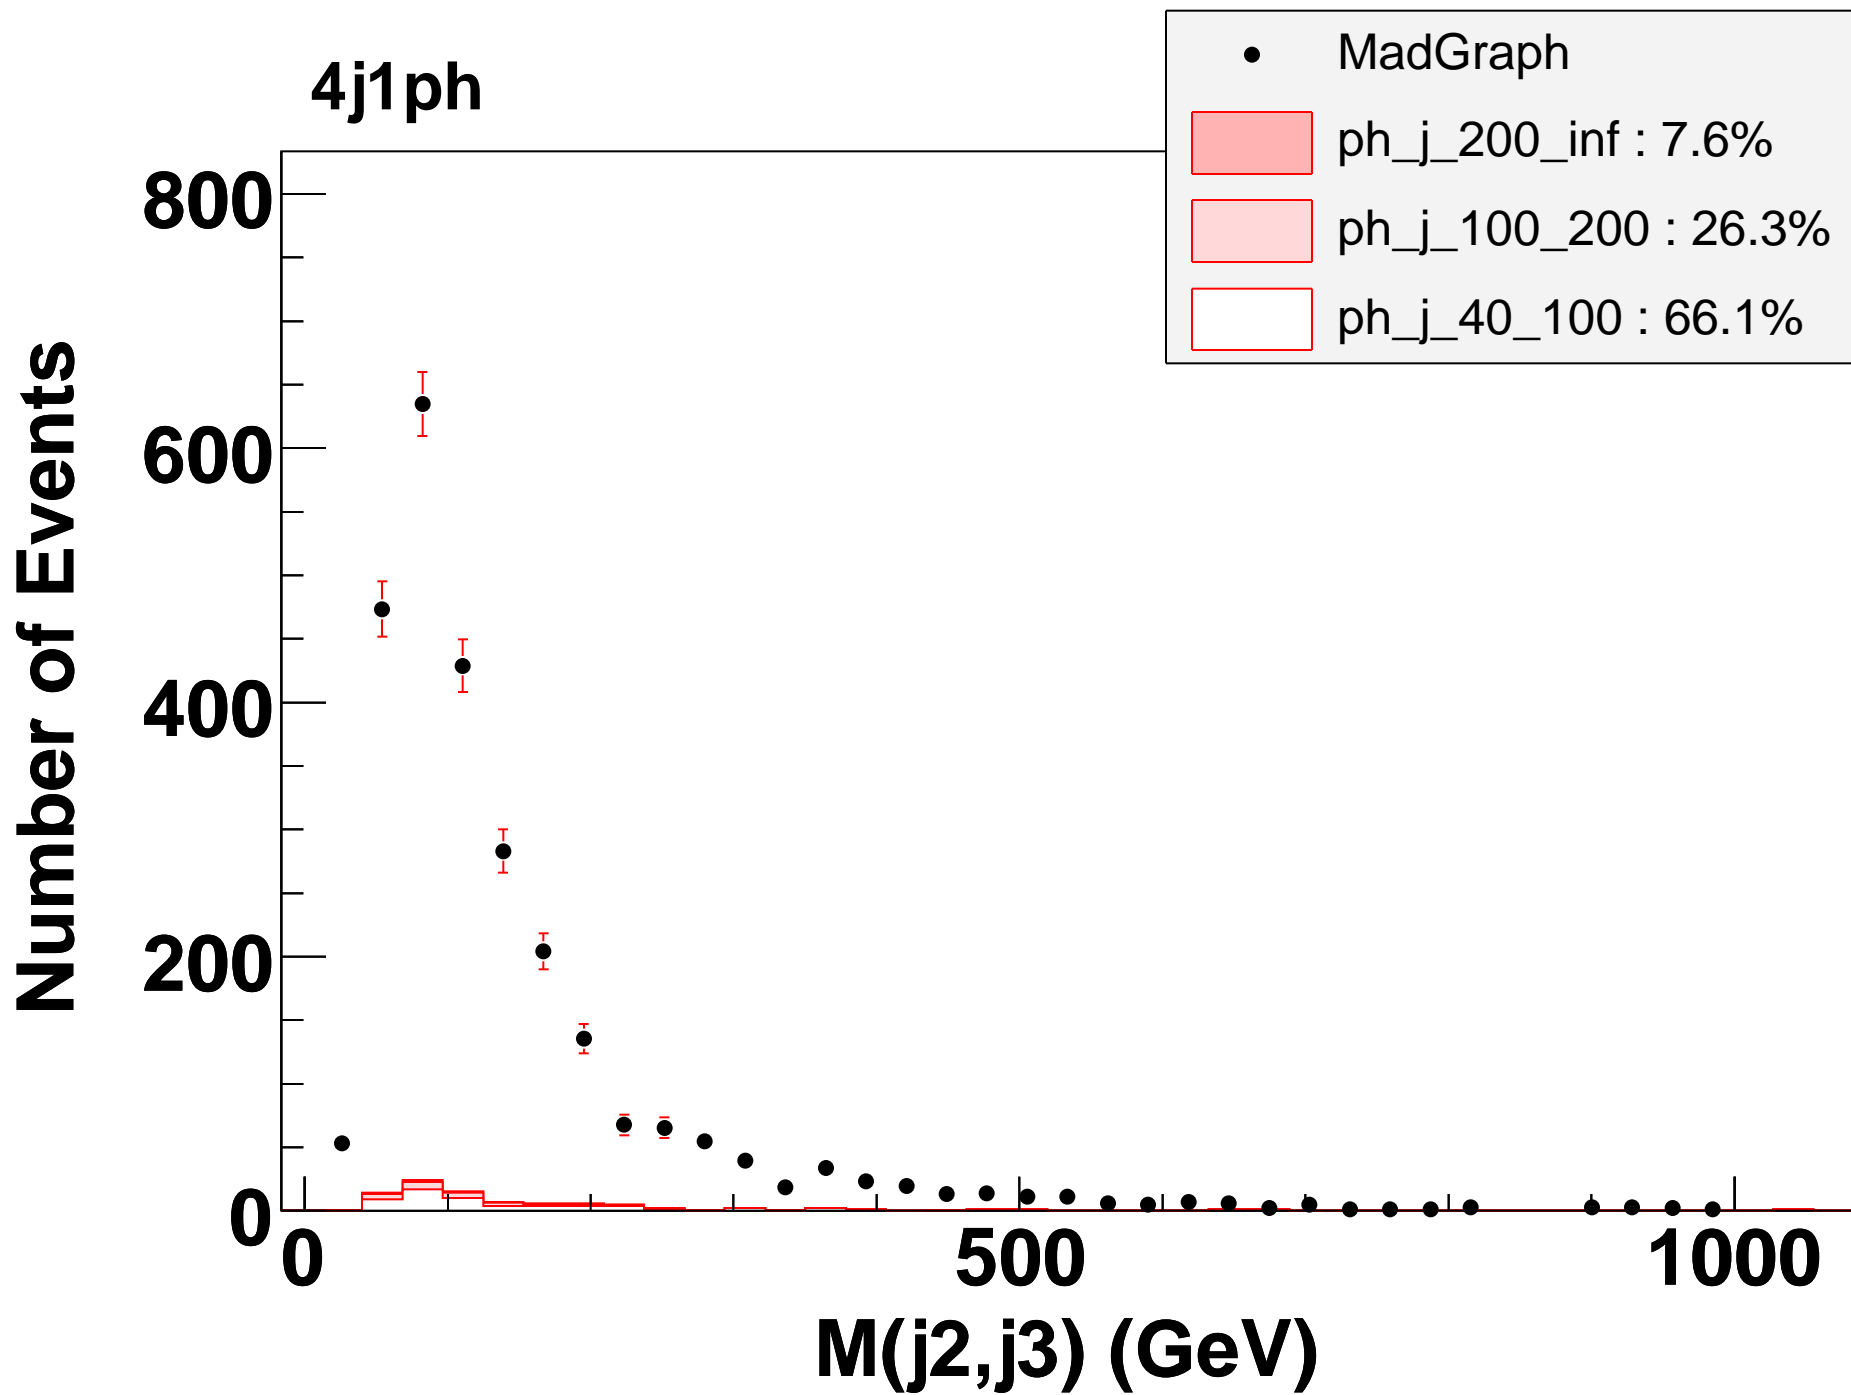 4j1ph
MadGraph
ph_j_200_inf : 7.6%
ph_j_100_200 : 26.3%
ph_j_40_100 : 66.1%
Number of Events
800
600
400
200
0
0 500 1000
M(j2,j3) (GeV)